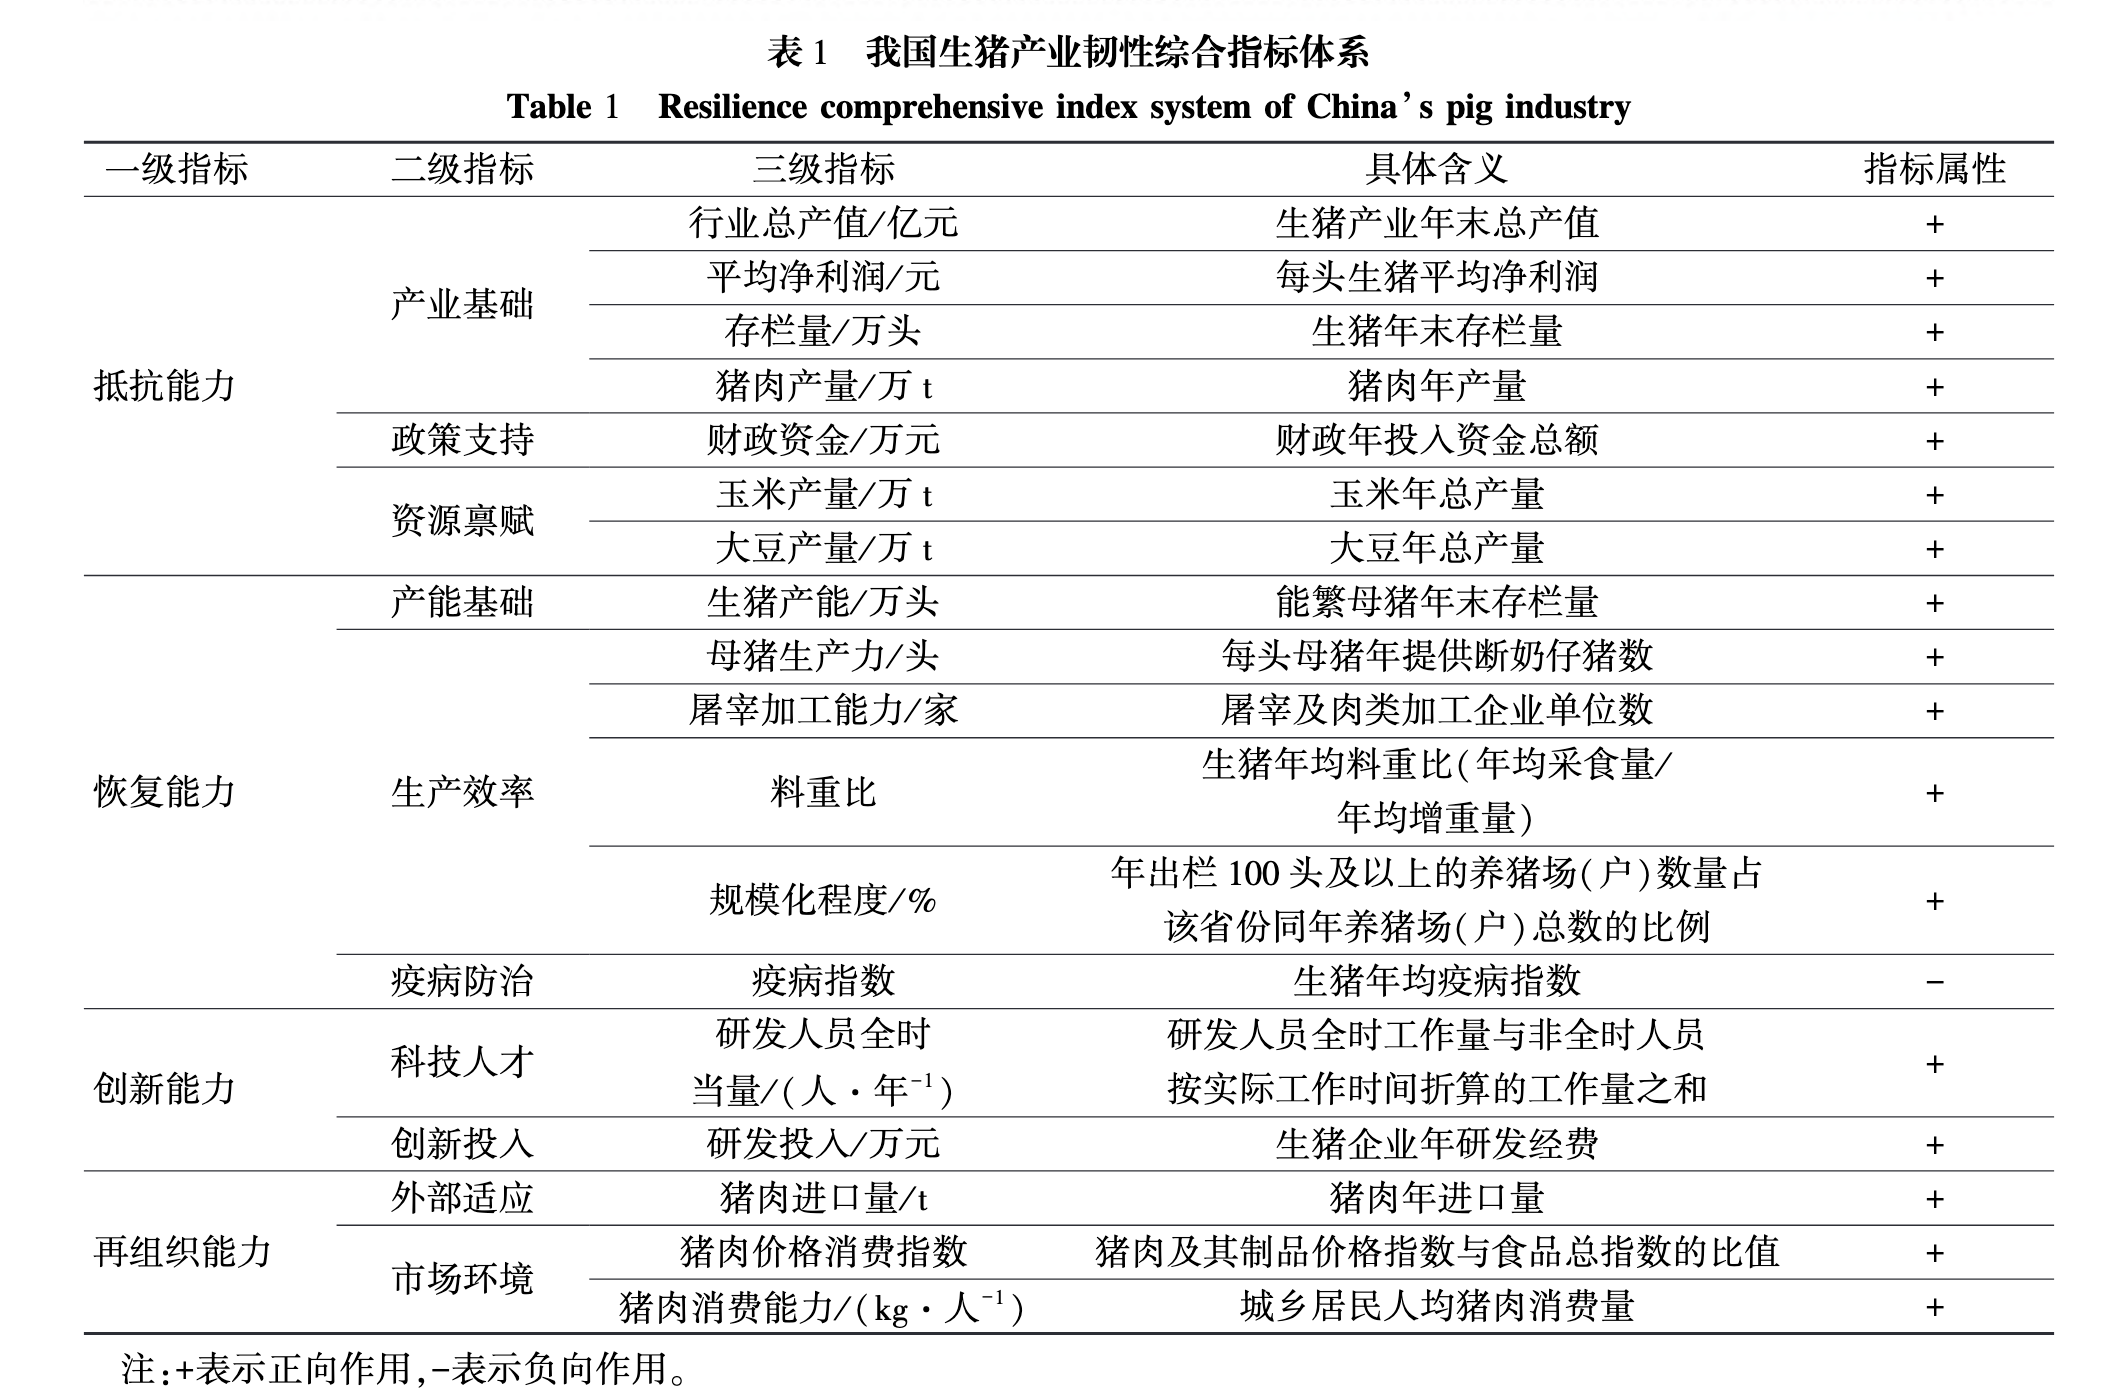 表 1 我国生猪产业韧性综合指标体系
Table 1 Resilience comprehensive index system of China's pig industry
一级指标 二级指标 三级指标 具体含义 指标属性
抵抗能力 产业基础 行业总产值/亿元 生猪产业年末总产值 +
平均净利润/元 每头生猪平均净利润 +
存栏量/万头 生猪年末存栏量 +
猪肉产量/万 t 猪肉年产量 +
政策支持 财政资金/万元 财政年投入资金总额 +
资源禀赋 玉米产量/万 t 玉米年总产量 +
大豆产量/万 t 大豆年总产量 +
恢复能力 产能基础 生猪产能/万头 能繁母猪年末存栏量 +
生产效率 母猪生产力/头 每头母猪年提供断奶仔猪数 +
屠宰加工能力/家 屠宰及肉类加工企业单位数 +
料重比 生猪年均料重比(年均采食量/
年均增重量) +
规模化程度/% 年出栏 100 头及以上的养猪场(户)数量占
该省份同年养猪场(户)总数的比例 +
疫病防治 疫病指数 生猪年均疫病指数 −
创新能力 科技人才 研发人员全时 研发人员全时工作量与非全时人员
当量/(人·年⁻¹) 按实际工作时间折算的工作量之和 +
创新投入 研发投入/万元 生猪企业年研发经费 +
再组织能力 外部适应 猪肉进口量/t 猪肉年进口量 +
市场环境 猪肉价格消费指数 猪肉及其制品价格指数与食品总指数的比值 +
猪肉消费能力/(kg·人⁻¹) 城乡居民人均猪肉消费量 +
注:+表示正向作用,−表示负向作用。